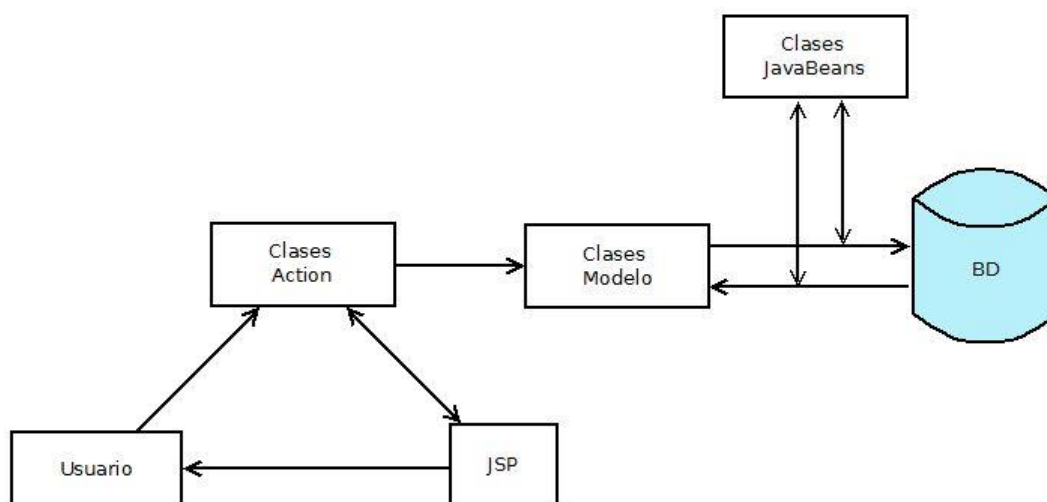 Clases
JavaBeans
Clases
Action
Clases
Modelo
BD
Usuario
JSP